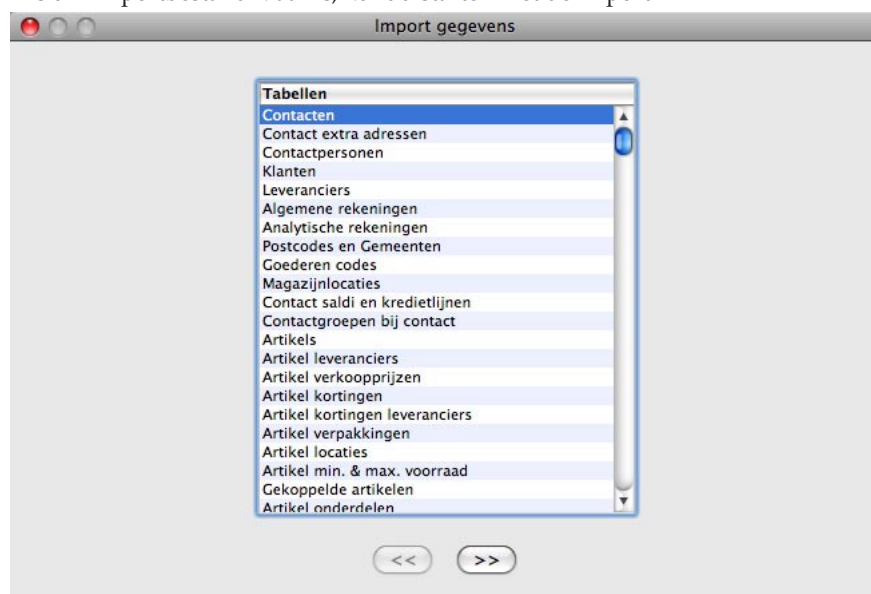 Import gegevens
Tabellen
Contacten
Contact extra adressen
Contactpersonen
Klanten
Leveranciers
Algemene rekeningen
Analytische rekeningen
Postcodes en Gemeenten
Goederen codes
Magazijnlocaties
Contact saldi en kredietlijnen
Contactgroepen bij contact
Artikels
Artikel leveranciers
Artikel verkoopprijzen
Artikel kortingen
Artikel kortingen leveranciers
Artikel verpakkingen
Artikel locaties
Artikel min. & max. voorraad
Gekoppelde artikelen
Artikel onderdelen
<< >>